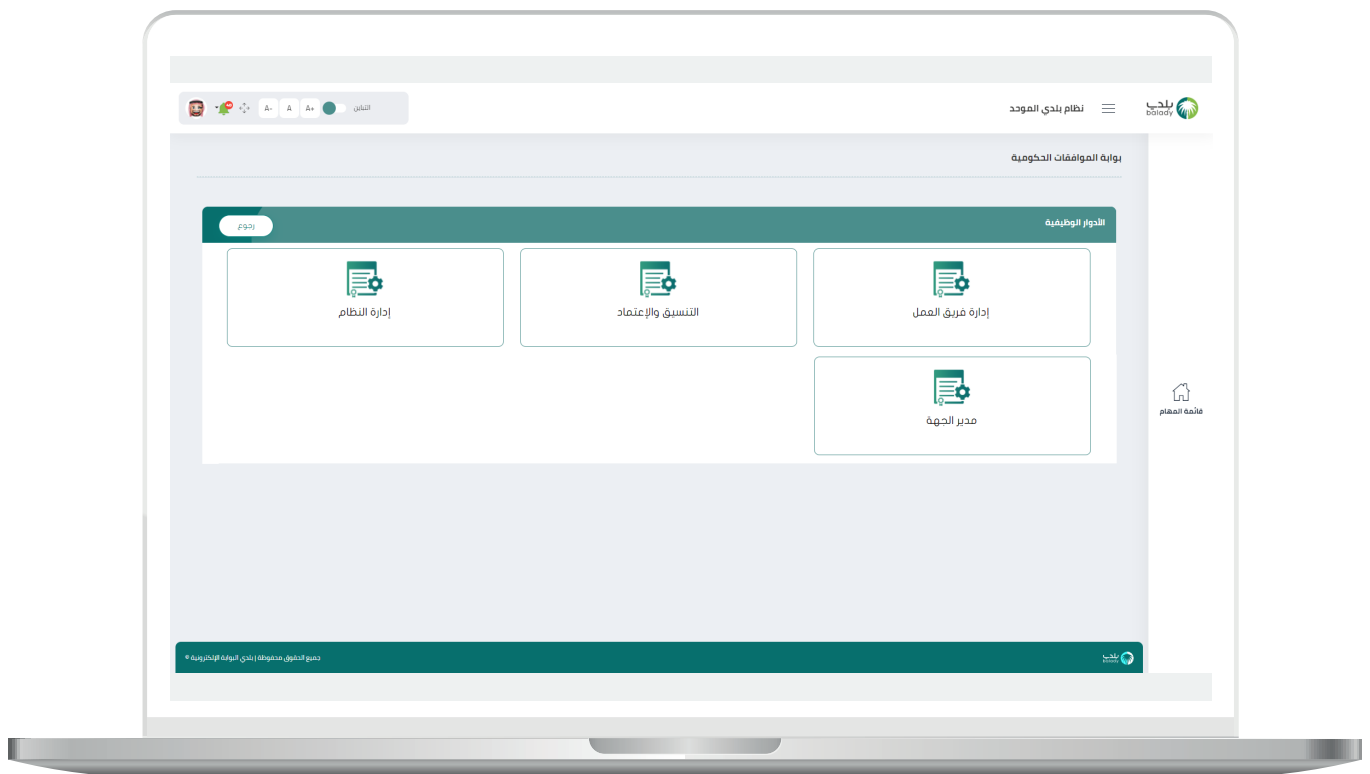 بلدي
balady
نظام بلدي الموحد
التباين
A+
A
A-
بوابة الموافقات الحكومية
الأدوار الوظيفية
رجوع
إدارة فريق العمل
التنسيق والإعتماد
إدارة النظام
مدير الجهة
قائمة المهام
بلدي
balady
جميع الحقوق محفوظة | بلدي البوابة الإلكترونية ©